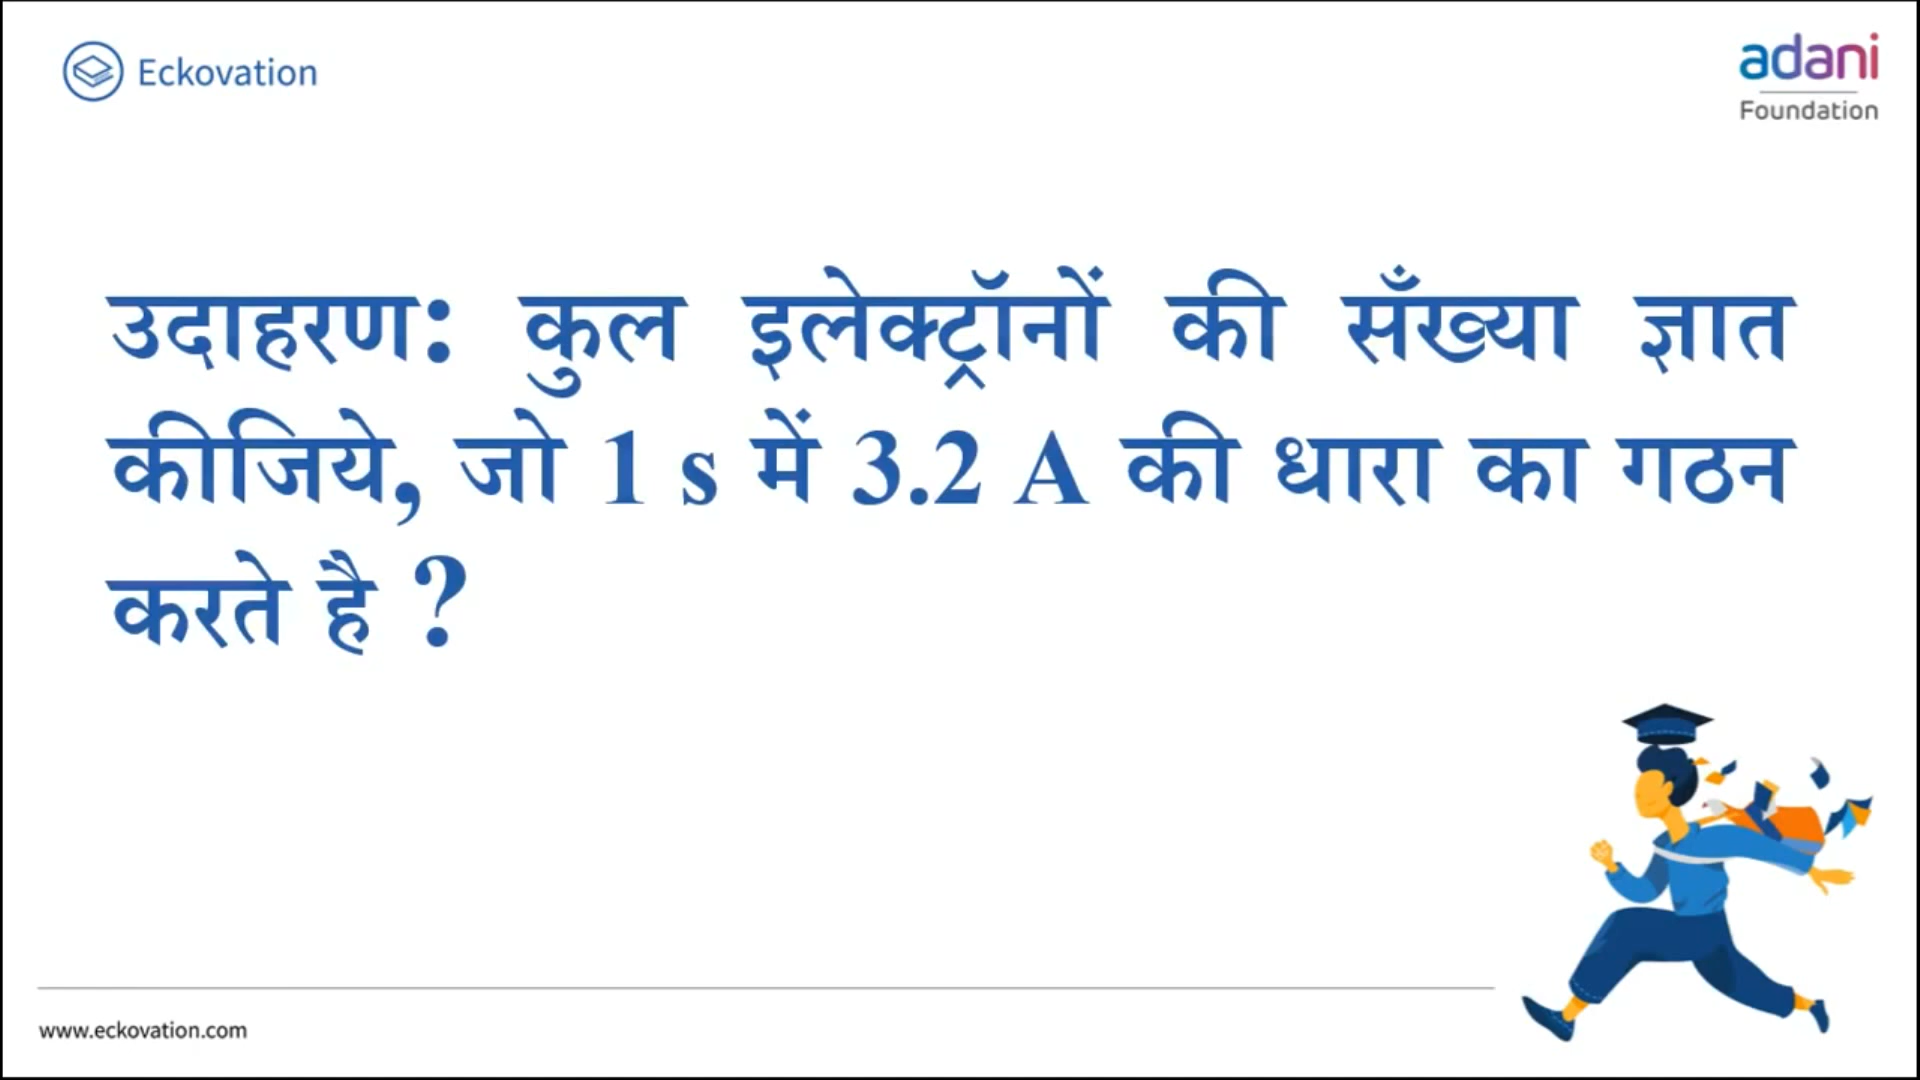 Eckovation
adani
Foundation
उदाहरण: कुल इलेक्ट्रॉनों की सँख्या ज्ञात
कीजिये, जो 1 s में 3.2 A की धारा का गठन
करते है ?
www.eckovation.com